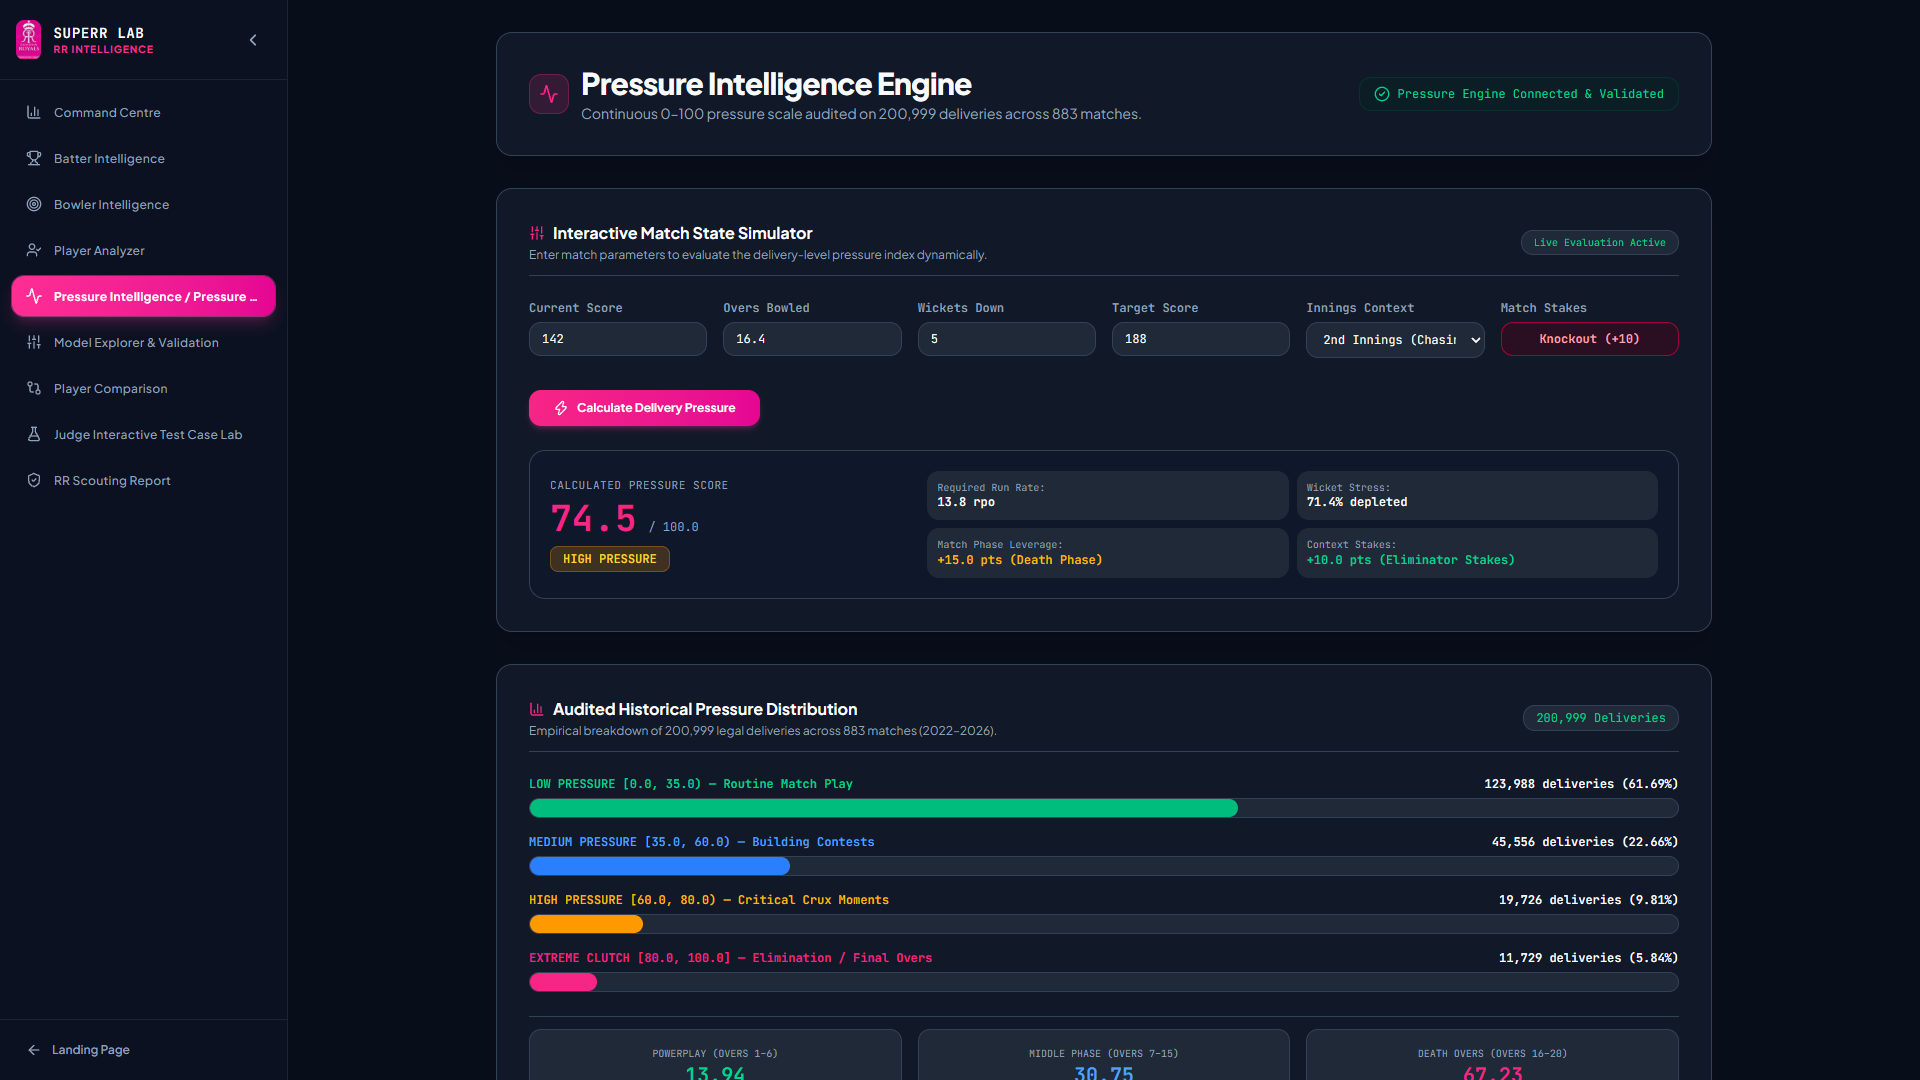 SUPERR LAB
RR INTELLIGENCE
Command Centre
Batter Intelligence
Bowler Intelligence
Player Analyzer
Pressure Intelligence / Pressure ...
Model Explorer & Validation
Player Comparison
Judge Interactive Test Case Lab
RR Scouting Report
Landing Page
Pressure Intelligence Engine
Continuous 0–100 pressure scale audited on 200,999 deliveries across 883 matches.
Pressure Engine Connected & Validated
Interactive Match State Simulator
Enter match parameters to evaluate the delivery-level pressure index dynamically.
Live Evaluation Active
Current Score
Overs Bowled
Wickets Down
Target Score
Innings Context
Match Stakes
142
16.4
5
188
2nd Innings (Chasin
Knockout (+10)
Calculate Delivery Pressure
CALCULATED PRESSURE SCORE
74.5 / 100.0
HIGH PRESSURE
Required Run Rate:
13.8 rpo
Wicket Stress:
71.4% depleted
Match Phase Leverage:
+15.0 pts (Death Phase)
Context Stakes:
+10.0 pts (Eliminator Stakes)
Audited Historical Pressure Distribution
Empirical breakdown of 200,999 legal deliveries across 883 matches (2022–2026).
200,999 Deliveries
LOW PRESSURE [0.0, 35.0) — Routine Match Play
123,988 deliveries (61.69%)
MEDIUM PRESSURE [35.0, 60.0) — Building Contests
45,556 deliveries (22.66%)
HIGH PRESSURE [60.0, 80.0) — Critical Crux Moments
19,726 deliveries (9.81%)
EXTREME CLUTCH [80.0, 100.0] — Elimination / Final Overs
11,729 deliveries (5.84%)
POWERPLAY (OVERS 1–6)
13.94
MIDDLE PHASE (OVERS 7–15)
30.75
DEATH OVERS (OVERS 16–20)
67.23